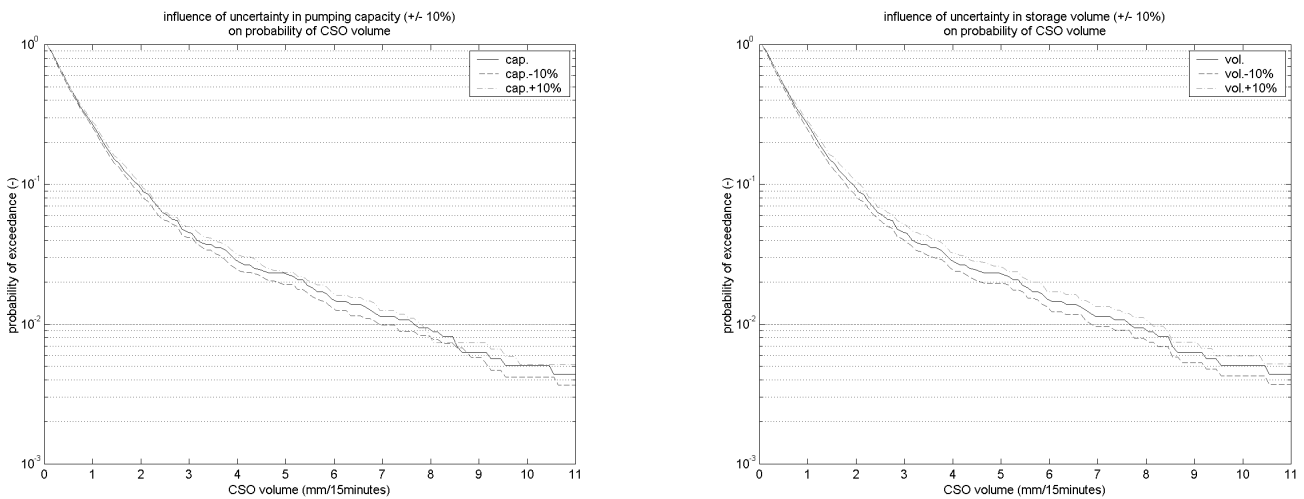 influence of uncertainty in pumping capacity (+/- 10%)
on probability of CSO volume
cap.
cap.-10%
cap.+10%
probability of exceedance (-)
10^0
10^-1
10^-2
10^-3
0 1 2 3 4 5 6 7 8 9 10 11
CSO volume (mm/15minutes)
influence of uncertainty in storage volume (+/- 10%)
on probability of CSO volume
vol.
vol.-10%
vol.+10%
probability of exceedance (-)
10^0
10^-1
10^-2
10^-3
0 1 2 3 4 5 6 7 8 9 10 11
CSO volume (mm/15minutes)